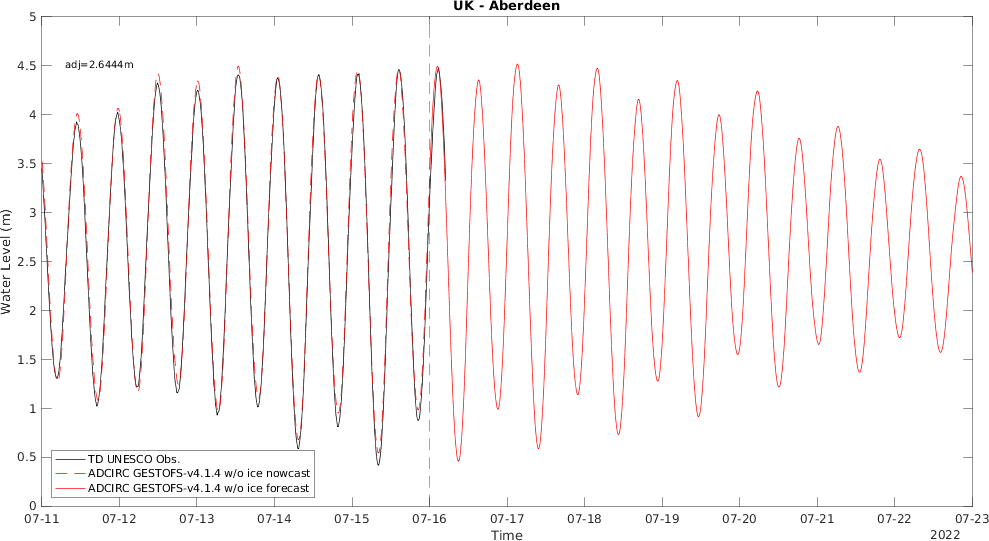 UK - Aberdeen
adj=2.6444m
Water Level (m)
5
4.5
4
3.5
3
2.5
2
1.5
1
0.5
0
TD UNESCO Obs.
ADCIRC GESTOFS-v4.1.4 w/o ice nowcast
ADCIRC GESTOFS-v4.1.4 w/o ice forecast
07-11 07-12 07-13 07-14 07-15 07-16 07-17 07-18 07-19 07-20 07-21 07-22 07-23
Time
2022